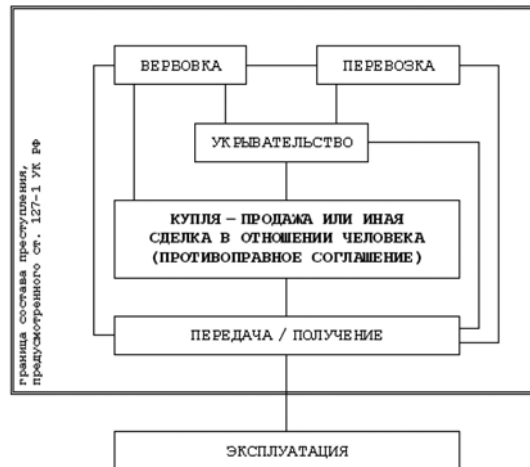 ВЕРБОВКА
ПЕРЕВОЗКА
УКРЫВАТЕЛЬСТВО
КУПЛЯ – ПРОДАЖА ИЛИ ИНАЯ
СДЕЛКА В ОТНОШЕНИИ ЧЕЛОВЕКА
(ПРОТИВОПРАВНОЕ СОГЛАШЕНИЕ)
ПЕРЕДАЧА / ПОЛУЧЕНИЕ
граница состава преступления,
предусмотренного ст. 127-1 УК РФ
ЭКСПЛУАТАЦИЯ